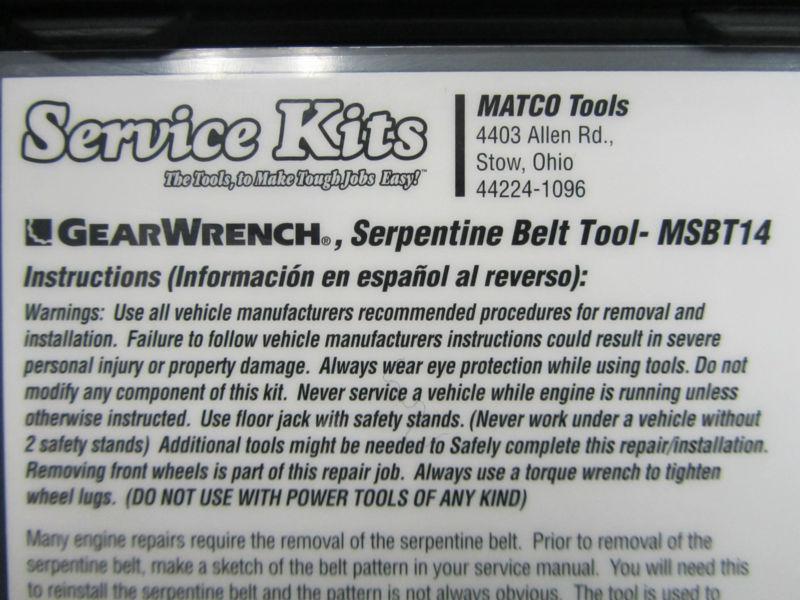 Service Kits
The Tools, to Make Tough Jobs Easy!™
MATCO Tools
4403 Allen Rd.,
Stow, Ohio
44224-1096
GEARWRENCH®, Serpentine Belt Tool- MSBT14
Instructions (Información en español al reverso):
Warnings: Use all vehicle manufacturers recommended procedures for removal and
installation. Failure to follow vehicle manufacturers instructions could result in severe
personal injury or property damage. Always wear eye protection while using tools. Do not
modify any component of this kit. Never service a vehicle while engine is running unless
otherwise instructed. Use floor jack with safety stands. (Never work under a vehicle without
2 safety stands) Additional tools might be needed to Safely complete this repair/installation.
Removing front wheels is part of this repair job. Always use a torque wrench to tighten
wheel lugs. (DO NOT USE WITH POWER TOOLS OF ANY KIND)
Many engine repairs require the removal of the serpentine belt. Prior to removal of the
serpentine belt, make a sketch of the belt pattern in your service manual. You will need this
to reinstall the serpentine belt and the pattern is not always obvious. The tool is used to